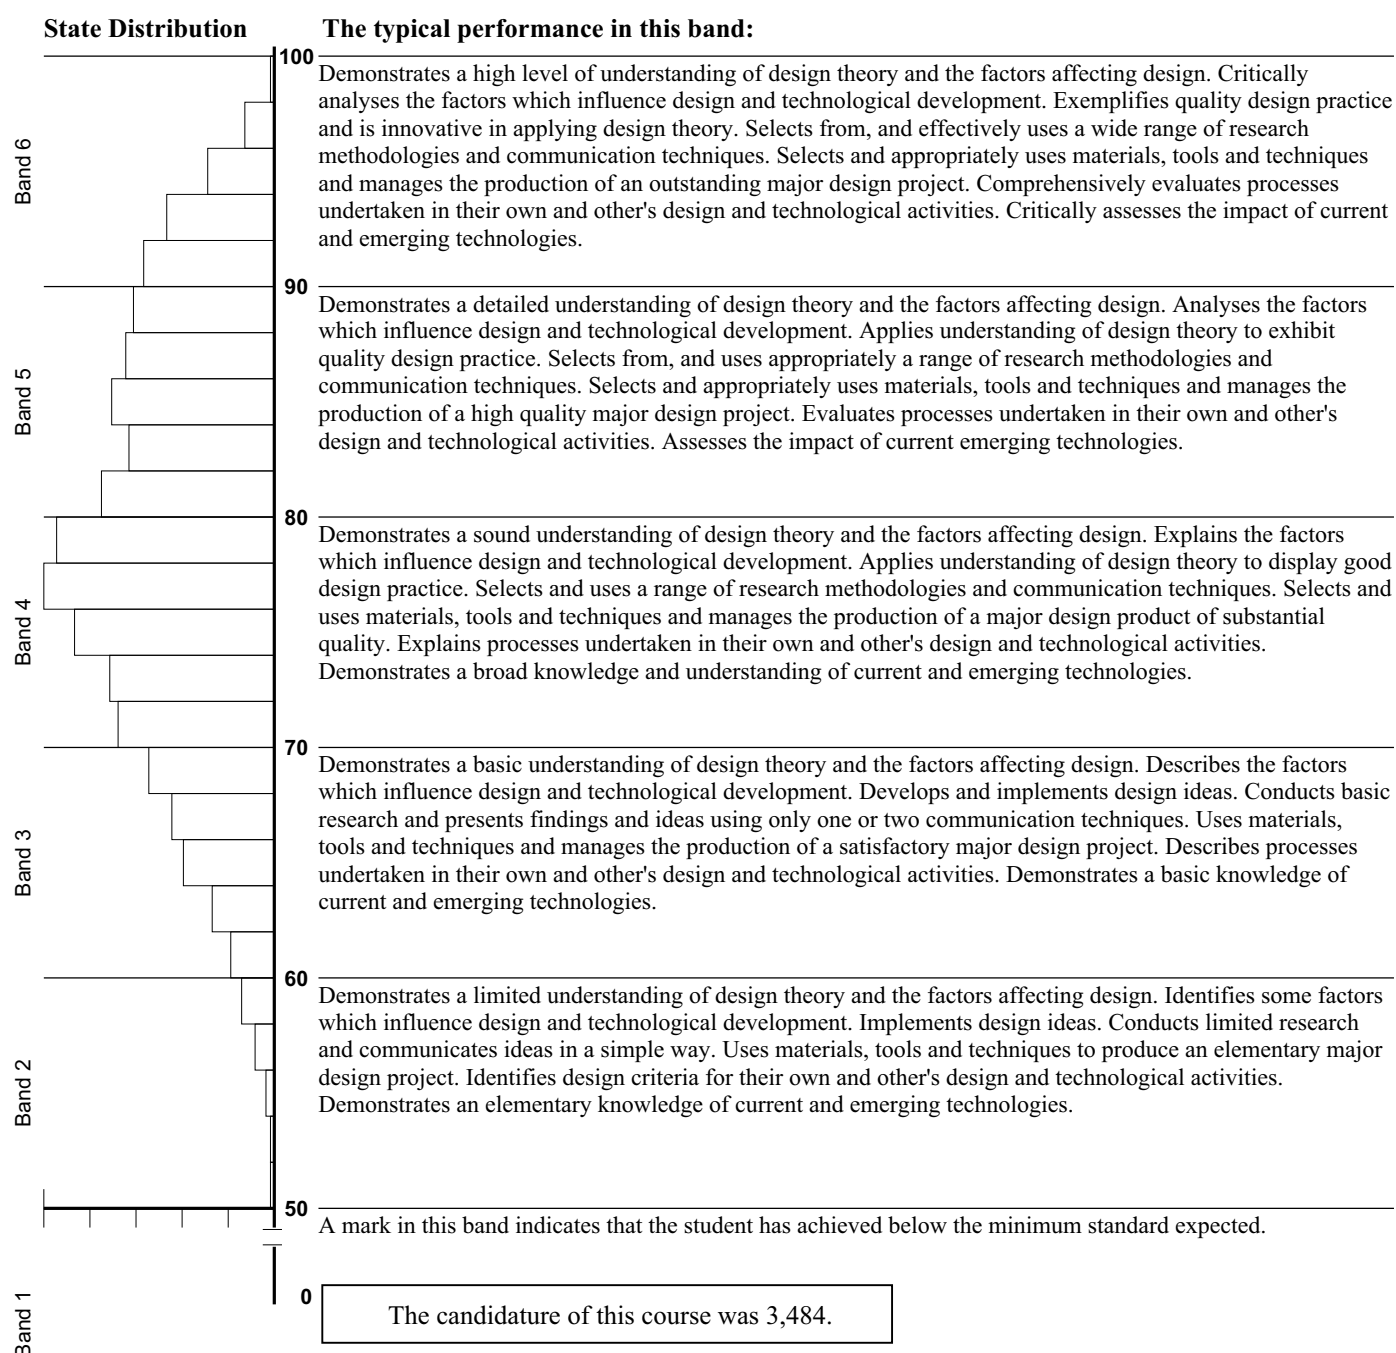 State Distribution
The typical performance in this band:
100
Demonstrates a high level of understanding of design theory and the factors affecting design. Critically
analyses the factors which influence design and technological development. Exemplifies quality design practice
and is innovative in applying design theory. Selects from, and effectively uses a wide range of research
methodologies and communication techniques. Selects and appropriately uses materials, tools and techniques
and manages the production of an outstanding major design project. Comprehensively evaluates processes
undertaken in their own and other's design and technological activities. Critically assesses the impact of current
and emerging technologies.
Band 6
90
Demonstrates a detailed understanding of design theory and the factors affecting design. Analyses the factors
which influence design and technological development. Applies understanding of design theory to exhibit
quality design practice. Selects from, and uses appropriately a range of research methodologies and
communication techniques. Selects and appropriately uses materials, tools and techniques and manages the
production of a high quality major design project. Evaluates processes undertaken in their own and other's
design and technological activities. Assesses the impact of current emerging technologies.
Band 5
80
Demonstrates a sound understanding of design theory and the factors affecting design. Explains the factors
which influence design and technological development. Applies understanding of design theory to display good
design practice. Selects and uses a range of research methodologies and communication techniques. Selects and
uses materials, tools and techniques and manages the production of a major design product of substantial
quality. Explains processes undertaken in their own and other's design and technological activities.
Demonstrates a broad knowledge and understanding of current and emerging technologies.
Band 4
70
Demonstrates a basic understanding of design theory and the factors affecting design. Describes the factors
which influence design and technological development. Develops and implements design ideas. Conducts basic
research and presents findings and ideas using only one or two communication techniques. Uses materials,
tools and techniques and manages the production of a satisfactory major design project. Describes processes
undertaken in their own and other's design and technological activities. Demonstrates a basic knowledge of
current and emerging technologies.
Band 3
60
Demonstrates a limited understanding of design theory and the factors affecting design. Identifies some factors
which influence design and technological development. Implements design ideas. Conducts limited research
and communicates ideas in a simple way. Uses materials, tools and techniques to produce an elementary major
design project. Identifies design criteria for their own and other's design and technological activities.
Demonstrates an elementary knowledge of current and emerging technologies.
Band 2
50
A mark in this band indicates that the student has achieved below the minimum standard expected.
0
Band 1
The candidature of this course was 3,484.